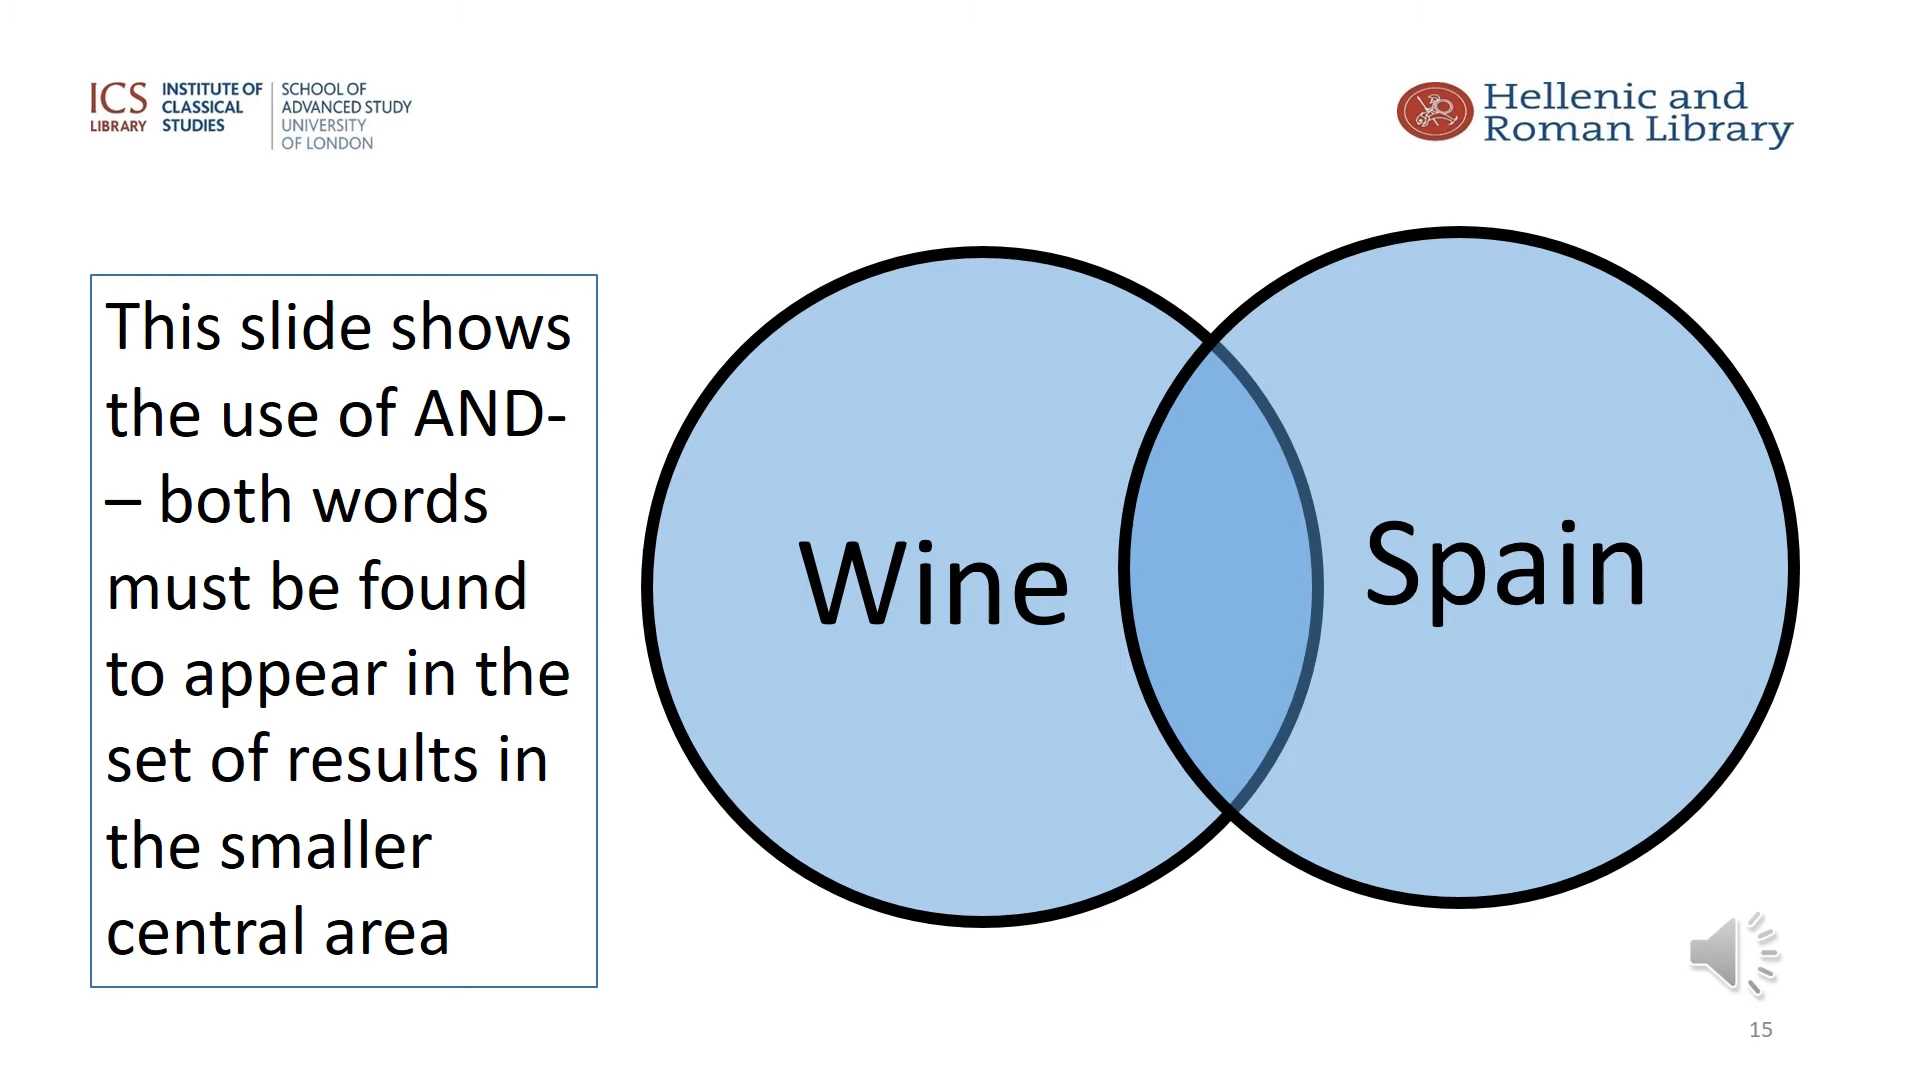 ICS
LIBRARY
INSTITUTE OF
CLASSICAL
STUDIES
SCHOOL OF
ADVANCED STUDY
UNIVERSITY
OF LONDON
Hellenic and
Roman Library
This slide shows
the use of AND-
– both words
must be found
to appear in the
set of results in
the smaller
central area
Wine
Spain
15